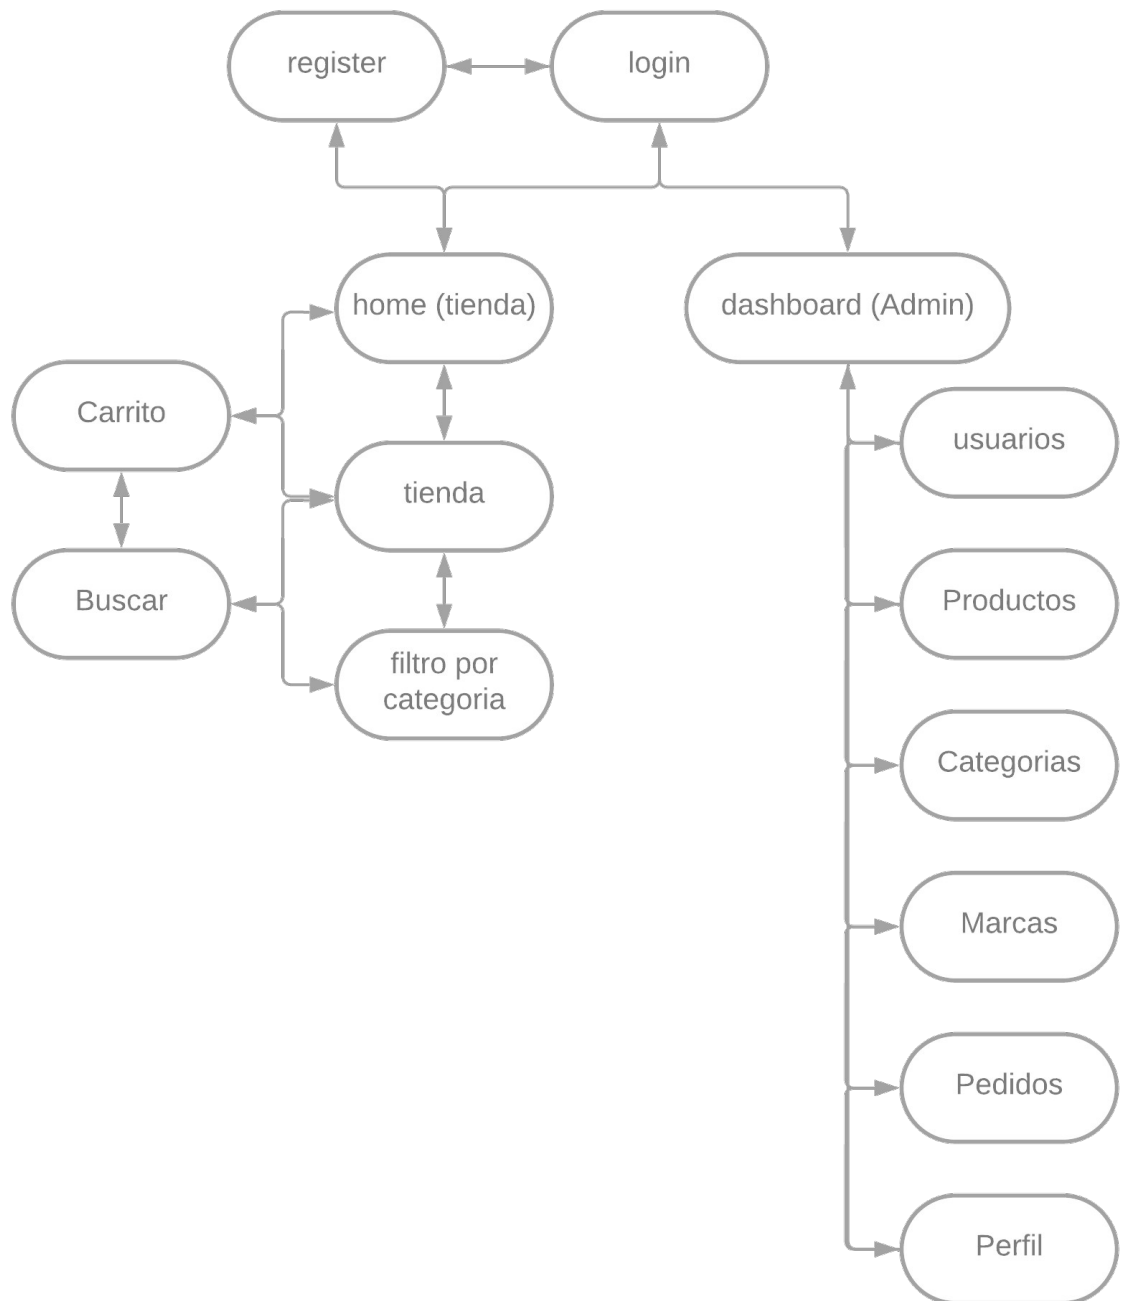 register
login
home (tienda)
dashboard (Admin)
Carrito
usuarios
tienda
Buscar
Productos
filtro por
categoria
Categorias
Marcas
Pedidos
Perfil